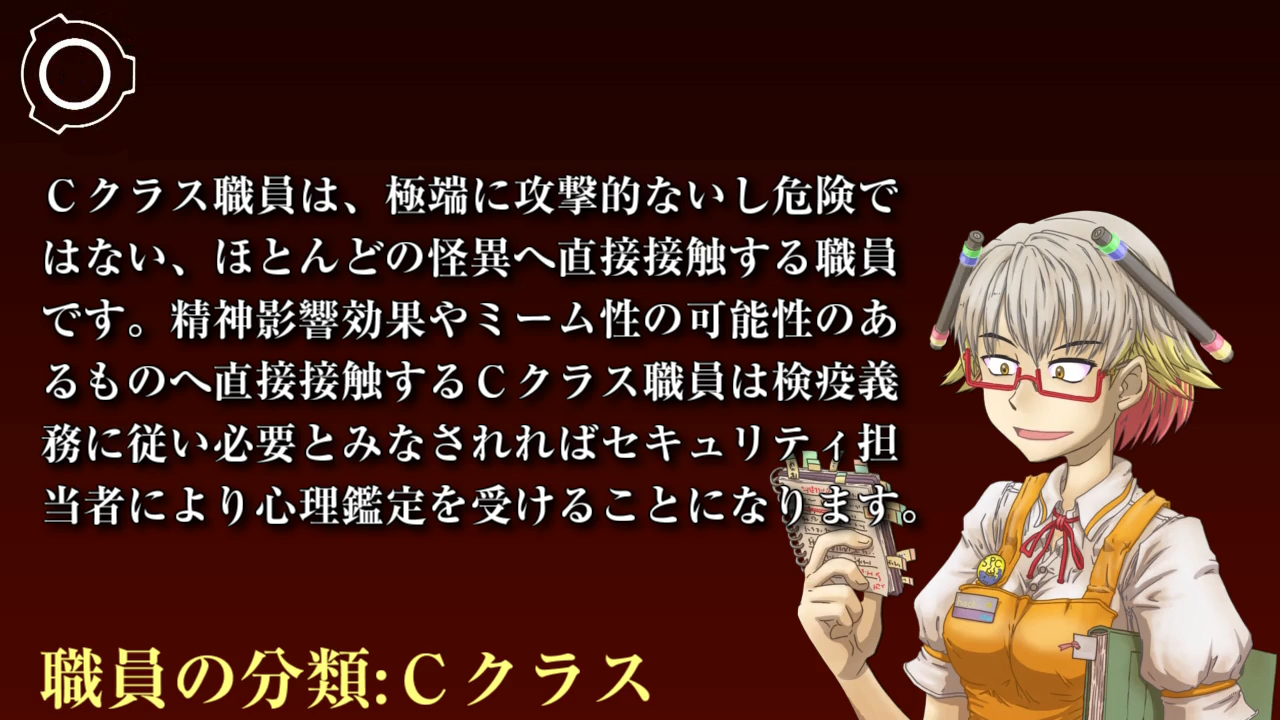 Ｃクラス職員は、極端に攻撃的ないし危険で
はない、ほとんどの怪異へ直接接触する職員
です。精神影響効果やミーム性の可能性のあ
るものへ直接接触するＣクラス職員は検疫義
務に従い必要とみなされればセキュリティ担
当者により心理鑑定を受けることになります。
職員の分類:Ｃクラス